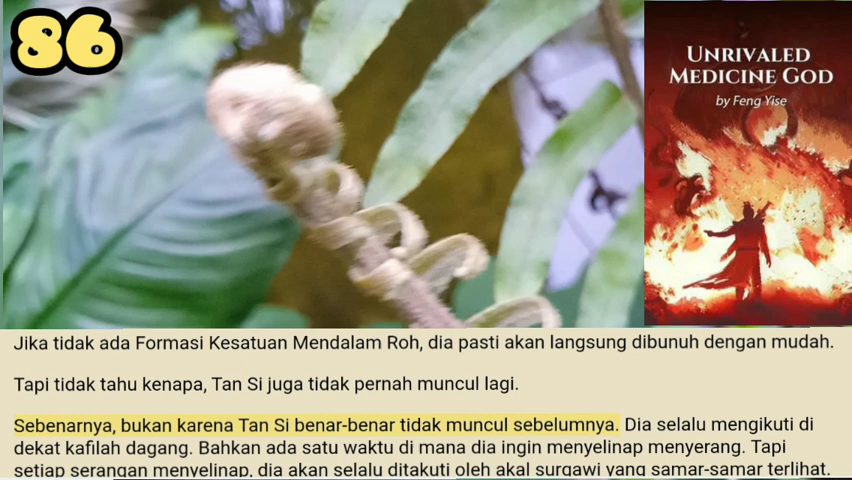 86
UNRIVALED
MEDICINE GOD
by Feng Yise
Jika tidak ada Formasi Kesatuan Mendalam Roh, dia pasti akan langsung dibunuh dengan mudah.
Tapi tidak tahu kenapa, Tan Si juga tidak pernah muncul lagi.
Sebenarnya, bukan karena Tan Si benar-benar tidak muncul sebelumnya. Dia selalu mengikuti di
dekat kafilah dagang. Bahkan ada satu waktu di mana dia ingin menyelinap menyerang. Tapi
setiap serangan menyelinap, dia akan selalu ditakuti oleh akal surgawi yang samar-samar terlihat.